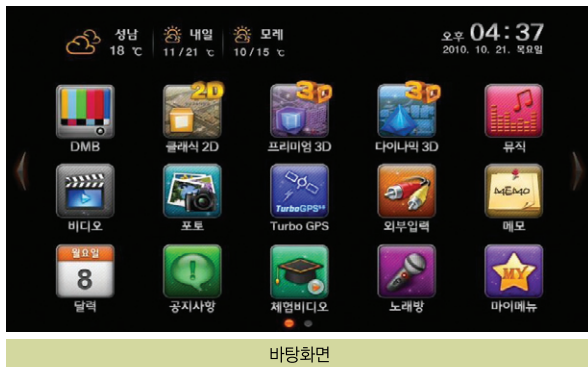 성남 내일 모레
18 ℃ 11/21 ℃ 10/15 ℃
오후 04:37
2010. 10. 21. 목요일
2D 3D 3D
DMB 클래식 2D 프리미엄 3D 다이나믹 3D 뮤직
TurboGPS MEMO
비디오 포토 Turbo GPS 외부입력 메모
월요일
8 MY
달력 공지사항 체험비디오 노래방 마이메뉴
바탕화면